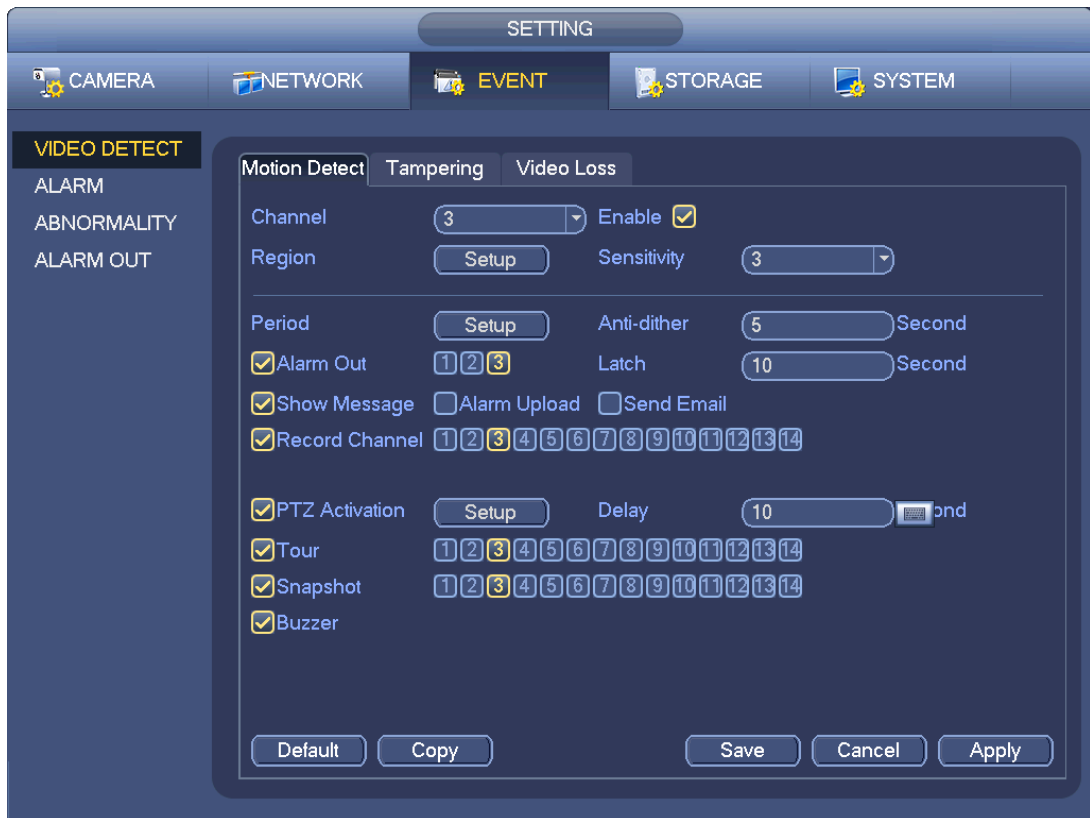 SETTING
CAMERA NETWORK EVENT STORAGE SYSTEM
VIDEO DETECT
ALARM
ABNORMALITY
ALARM OUT
Motion Detect Tampering Video Loss
Channel 3 Enable
Region Setup Sensitivity 3
Period Setup Anti-dither 5 Second
Alarm Out 1 2 3 Latch 10 Second
Show Message Alarm Upload Send Email
Record Channel 1 2 3 4 5 6 7 8 9 10 11 12 13 14
PTZ Activation Setup Delay 10 ond
Tour 1 2 3 4 5 6 7 8 9 10 11 12 13 14
Snapshot 1 2 3 4 5 6 7 8 9 10 11 12 13 14
Buzzer
Default Copy Save Cancel Apply